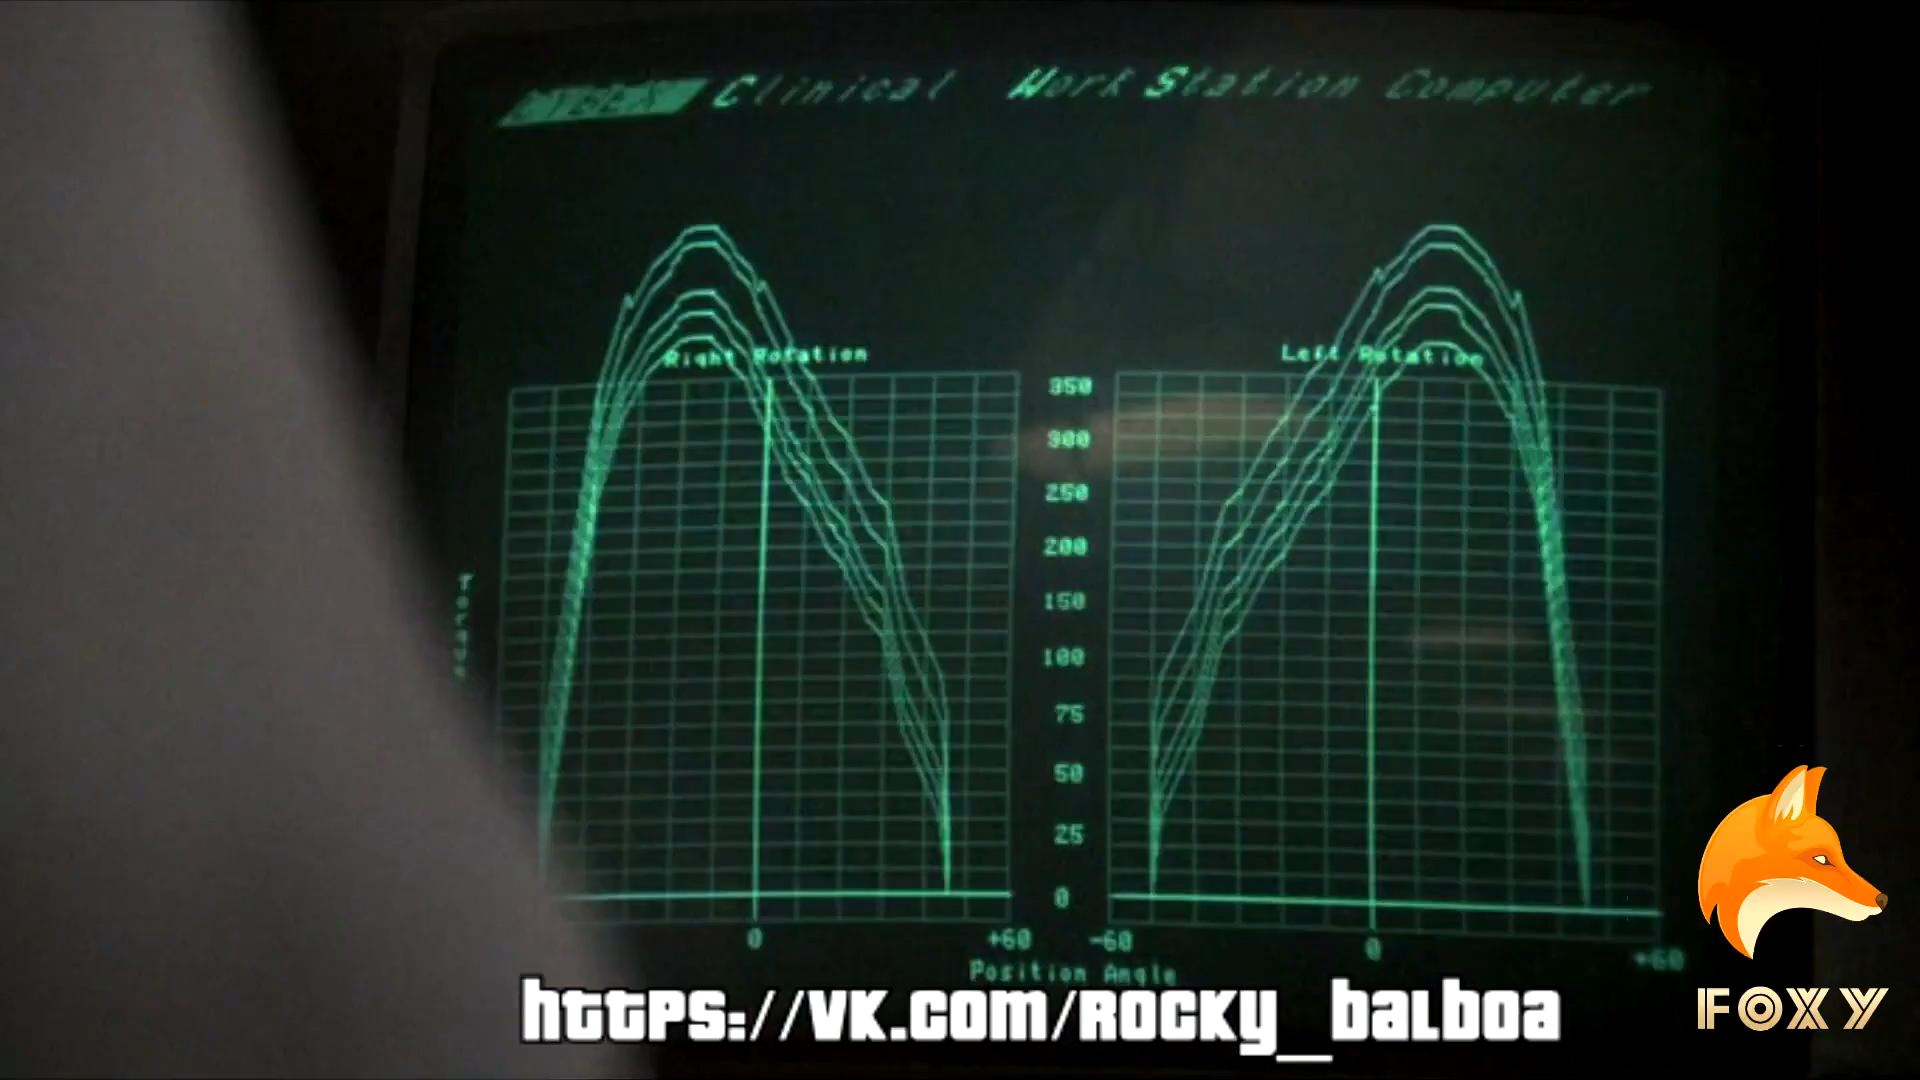 Clinical Work Station Computer
Right Rotation
Left Rotation
350
300
250
200
150
100
75
50
25
0
0
+60
-60
0
+60
Position Angle
https://vk.com/rocky_balboa
FOXY